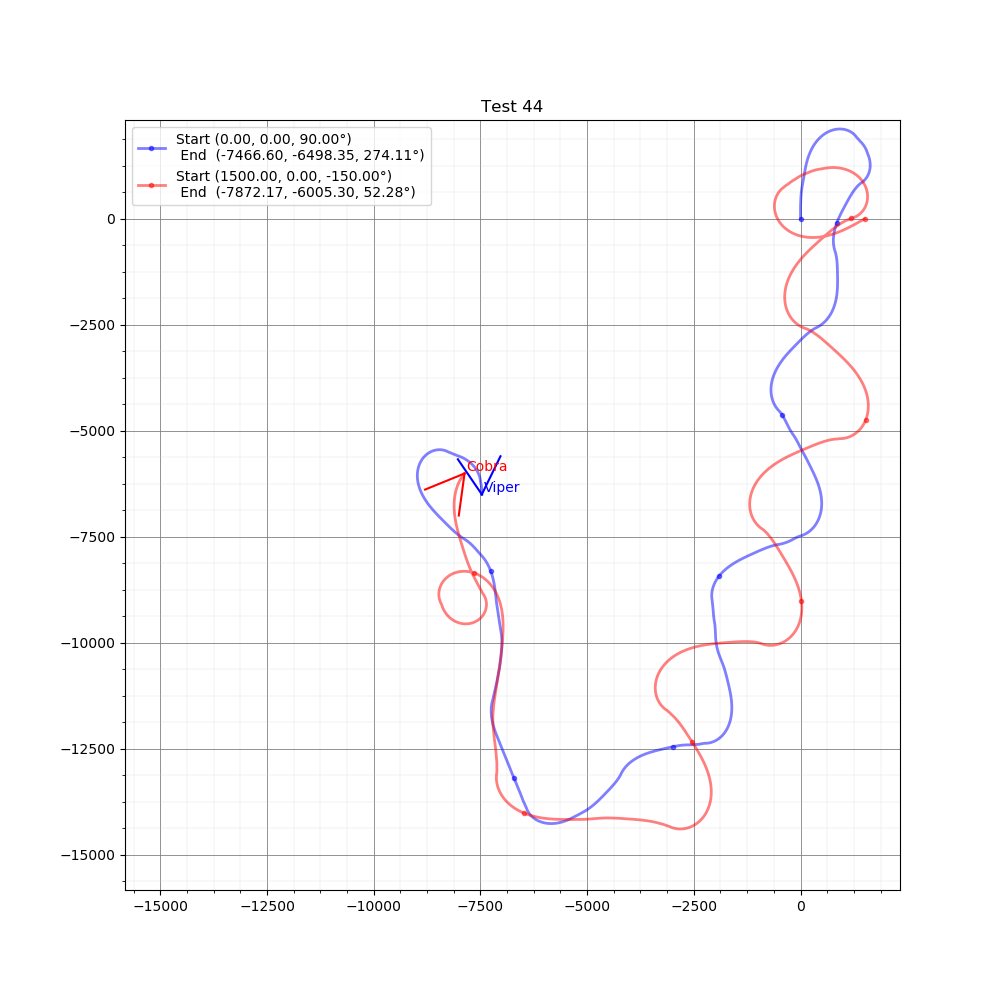 Test 44
Start (0.00, 0.00, 90.00°)
End (-7466.60, -6498.35, 274.11°)
Start (1500.00, 0.00, -150.00°)
End (-7872.17, -6005.30, 52.28°)
0
−2500
−5000
−7500
−10000
−12500
−15000
Cobra
Viper
−15000 −12500 −10000 −7500 −5000 −2500 0